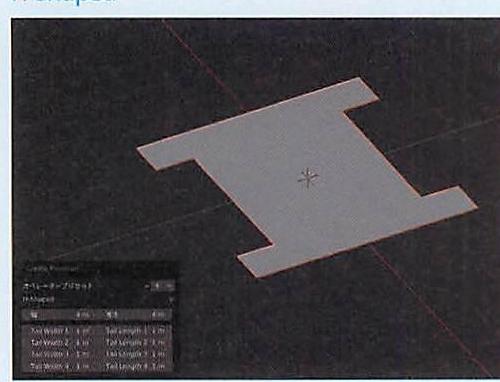 H-Shaped
オペレータープリセット
H-Shaped
幅 4 m 長さ 4 m
Tail Width 1 1 m Tail Length 1 1 m
Tail Width 2 1 m Tail Length 2 1 m
Tail Width 3 1 m Tail Length 3 1 m
Tail Width 4 1 m Tail Length 4 1 m